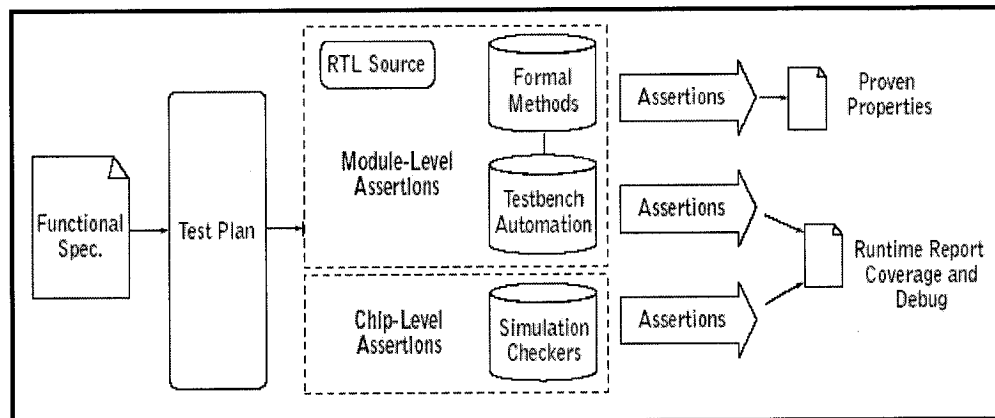 Functional
Spec.
Test Plan
RTL Source
Module-Level
Assertions
Formal
Methods
Testbench
Automation
Chip-Level
Assertions
Simulation
Checkers
Assertions
Assertions
Assertions
Proven
Properties
Runtime Report
Coverage and
Debug